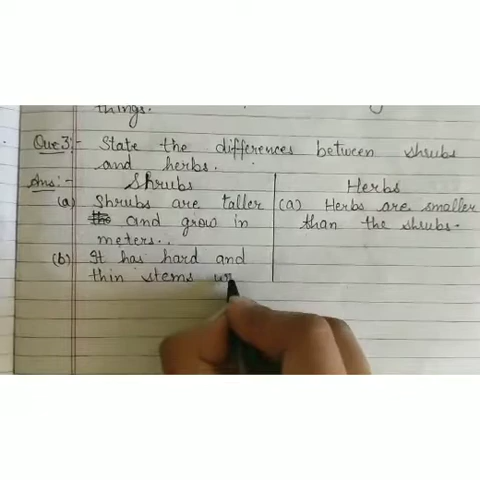 things.
Que 3:- State the differences between shrubs
and herbs.
Ans:- Shrubs
(a) Shrubs are taller
and grow in
meters..
(b) It has hard and
thin stems
Herbs
(a) Herbs are smaller
than the shrubs.